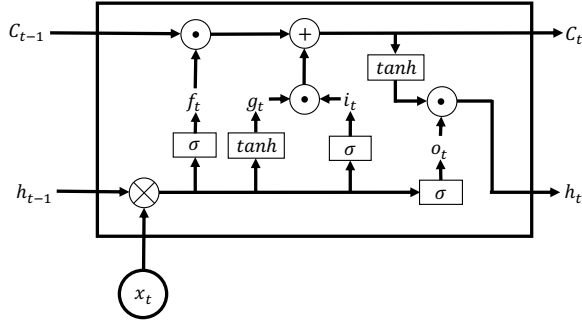 C_{t-1} + C_t
tanh
g_t i_t
f_t
σ tanh σ o_t
h_{t-1} σ h_t
x_t